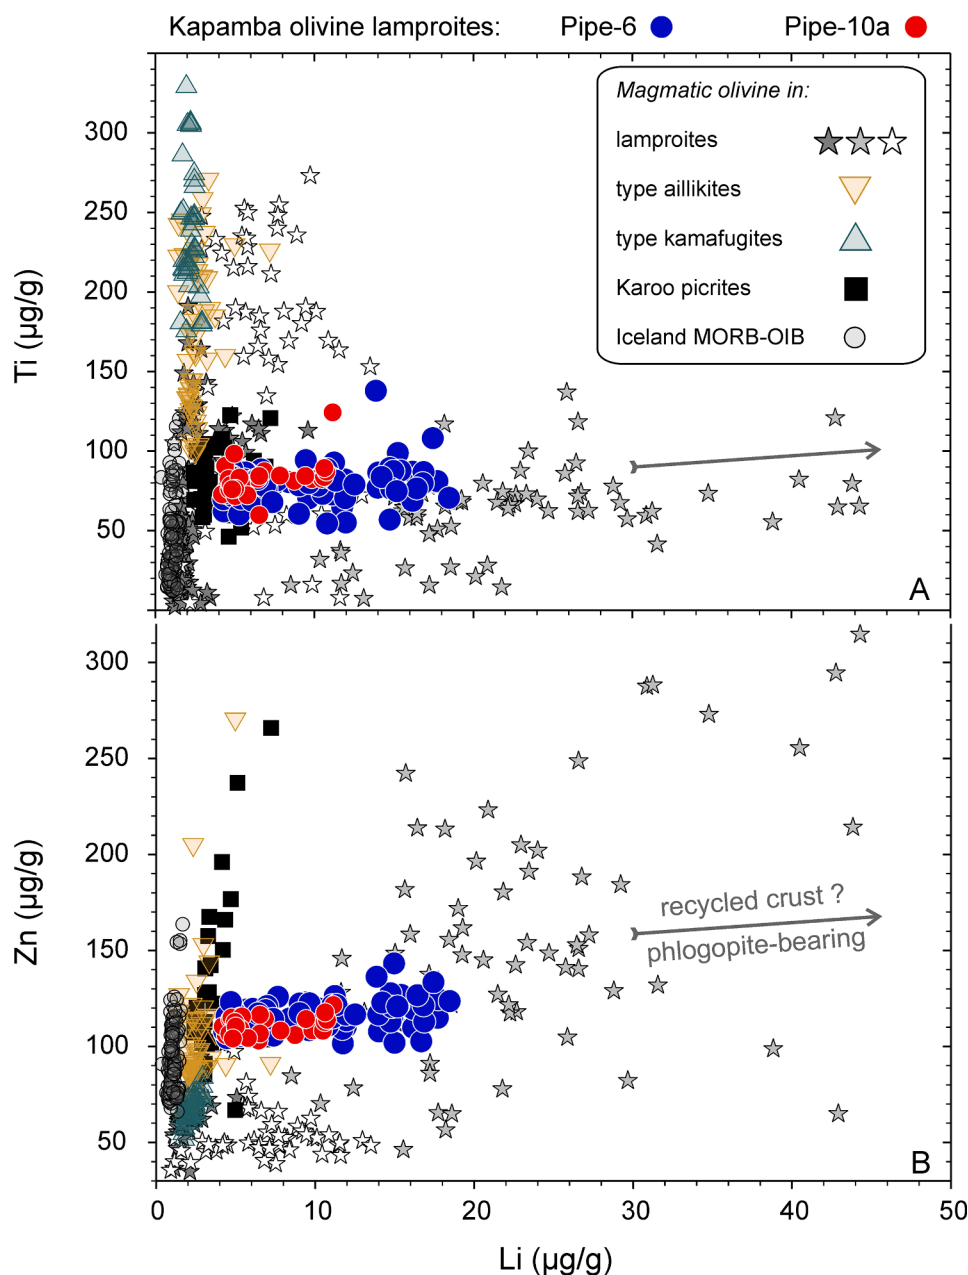 Kapamba olivine lamproites: Pipe-6 Pipe-10a
Magmatic olivine in:
lamproites
type aillikites
type kamafugites
Karoo picrites
Iceland MORB-OIB
300
250
200
150
100
50
Ti (µg/g)
A
300
250
200
150
100
50
Zn (µg/g)
recycled crust ?
phlogopite-bearing
B
0 10 20 30 40 50
Li (µg/g)